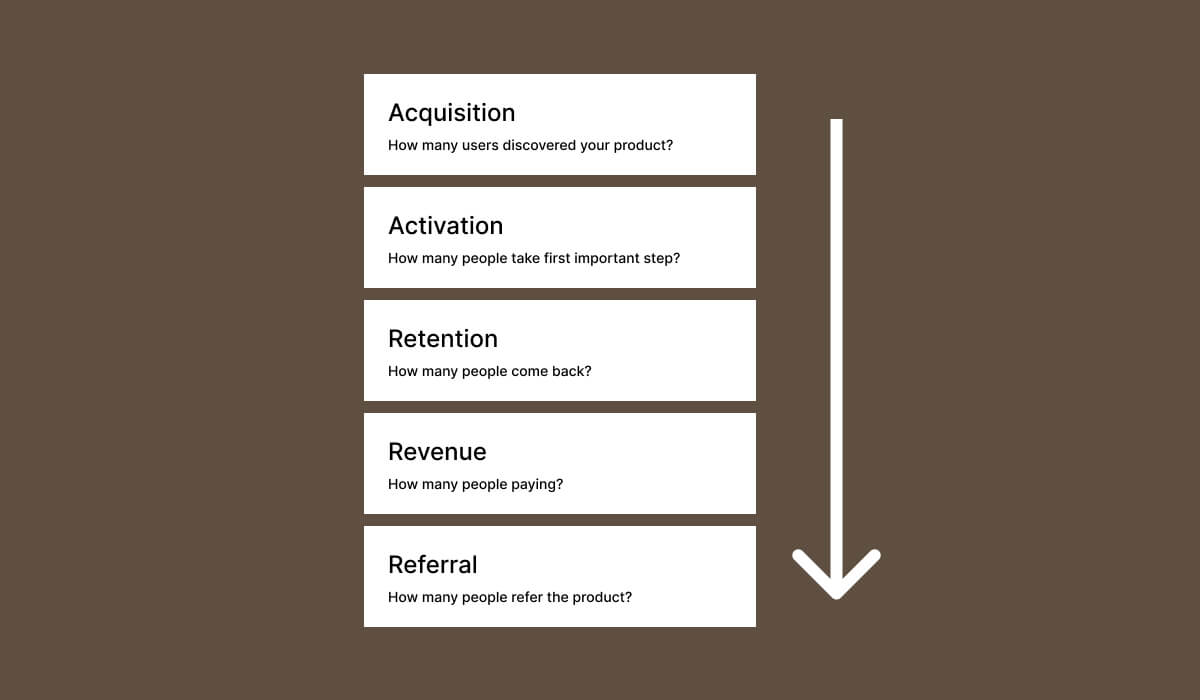 Acquisition
How many users discovered your product?
Activation
How many people take first important step?
Retention
How many people come back?
Revenue
How many people paying?
Referral
How many people refer the product?